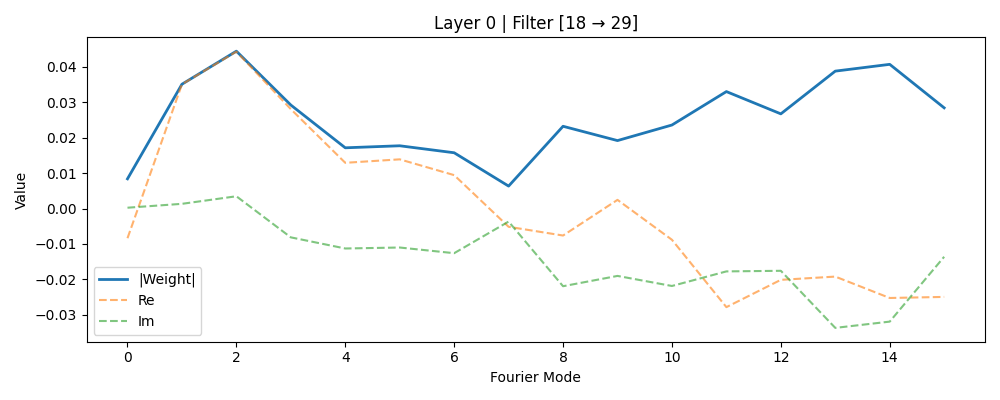 Layer 0 | Filter [18 → 29]
Value
0.04
0.03
0.02
0.01
0.00
−0.01
−0.02
−0.03
|Weight|
Re
Im
0 2 4 6 8 10 12 14
Fourier Mode